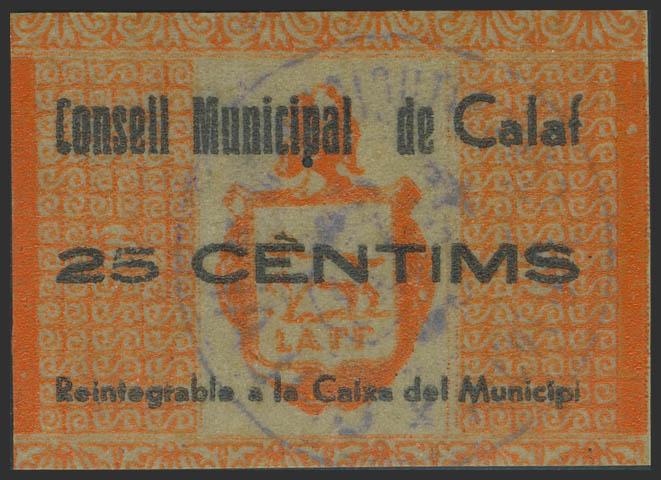 Consell Municipal de Calaf
25 CÈNTIMS
Reintegrable a la Caixa del Municipi